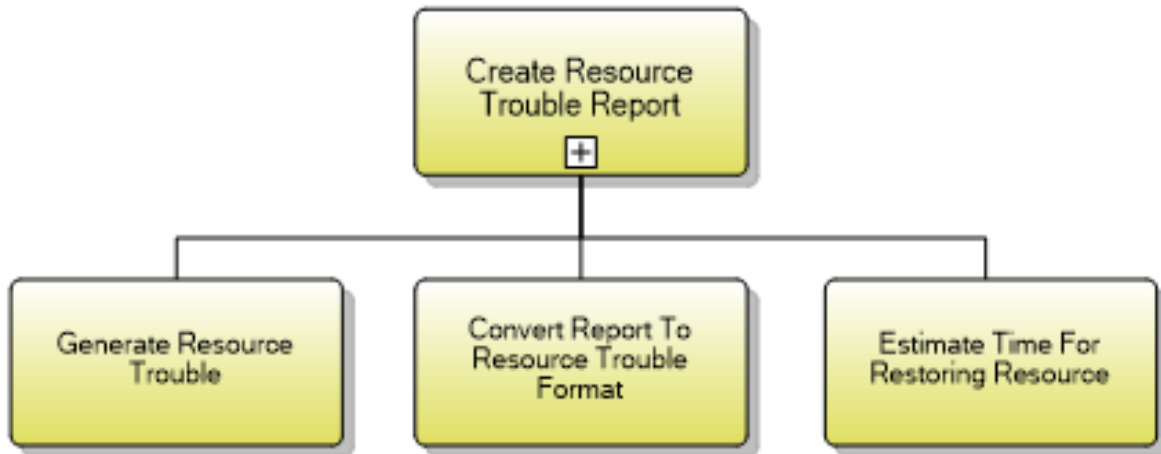 Create Resource
Trouble Report
Generate Resource
Trouble
Convert Report To
Resource Trouble
Format
Estimate Time For
Restoring Resource